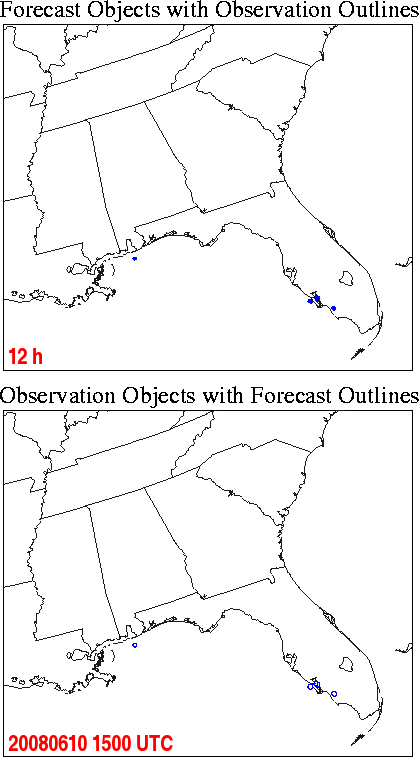 Forecast Objects with Observation Outlines
12 h
Observation Objects with Forecast Outlines
20080610 1500 UTC